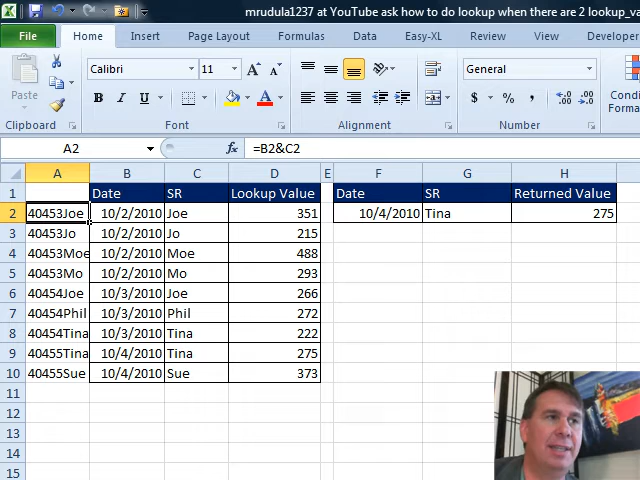 mrudula1237 at YouTube ask how to do lookup when there are 2 lookup_va
File Home Insert Page Layout Formulas Data Easy-XL Review View Developer
Paste Calibri 11 A A General
B I U A $ % , .0 .00 .00 .0 Condi
Form
Clipboard Font Alignment Number
A2 =B2&C2
A B C D E F G H
1 Date SR Lookup Value Date SR Returned Value
2 40453Joe 10/2/2010 Joe 351 10/4/2010 Tina 275
3 40453Jo 10/2/2010 Jo 215
4 40453Moe 10/2/2010 Moe 488
5 40453Mo 10/2/2010 Mo 293
6 40454Joe 10/3/2010 Joe 266
7 40454Phil 10/3/2010 Phil 272
8 40454Tina 10/3/2010 Tina 222
9 40455Tina 10/4/2010 Tina 275
10 40455Sue 10/4/2010 Sue 373
11
12
13
14
15